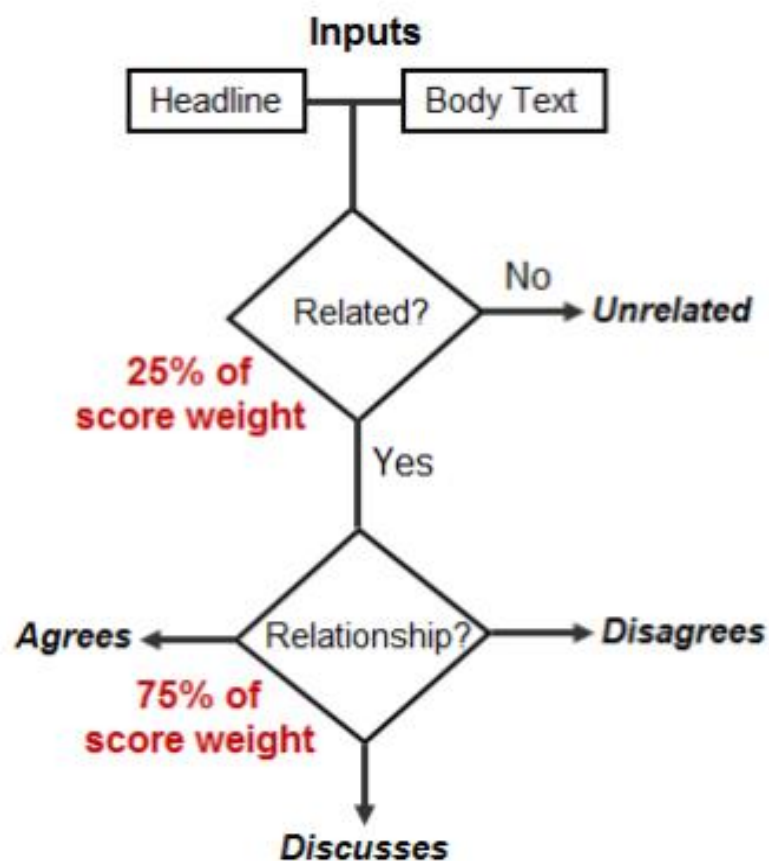 Inputs
Headline
Body Text
Related?
No
Unrelated
25% of
score weight
Yes
Agrees
Relationship?
Disagrees
75% of
score weight
Discusses